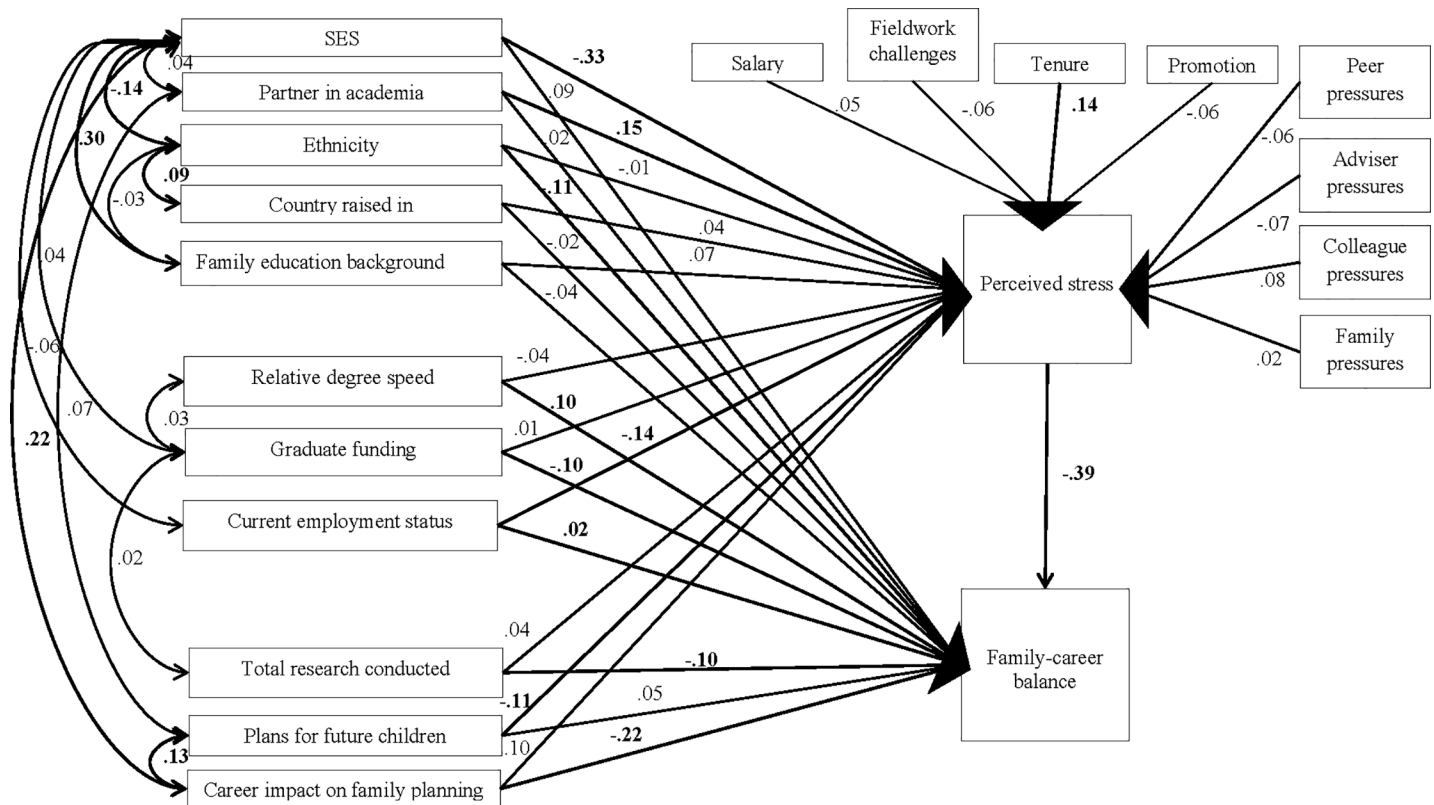 SES
Partner in academia
Ethnicity
Country raised in
Family education background
Relative degree speed
Graduate funding
Current employment status
Total research conducted
Plans for future children
Career impact on family planning
.04
-.14
.30
.09
-.03
.04
-.06
.07
.03
.22
.02
.13
-.33
.09
.15
.02
-.01
-.11
.04
-.02
.07
-.04
-.04
.10
.01
-.14
-.10
.02
.04
-.10
-.11
.05
.10
-.22
Salary
Fieldwork
challenges
Tenure
Promotion
.05
-.06
.14
-.06
Peer
pressures
Adviser
pressures
Colleague
pressures
Family
pressures
-.06
-.07
.08
.02
Perceived stress
-.39
Family-career
balance